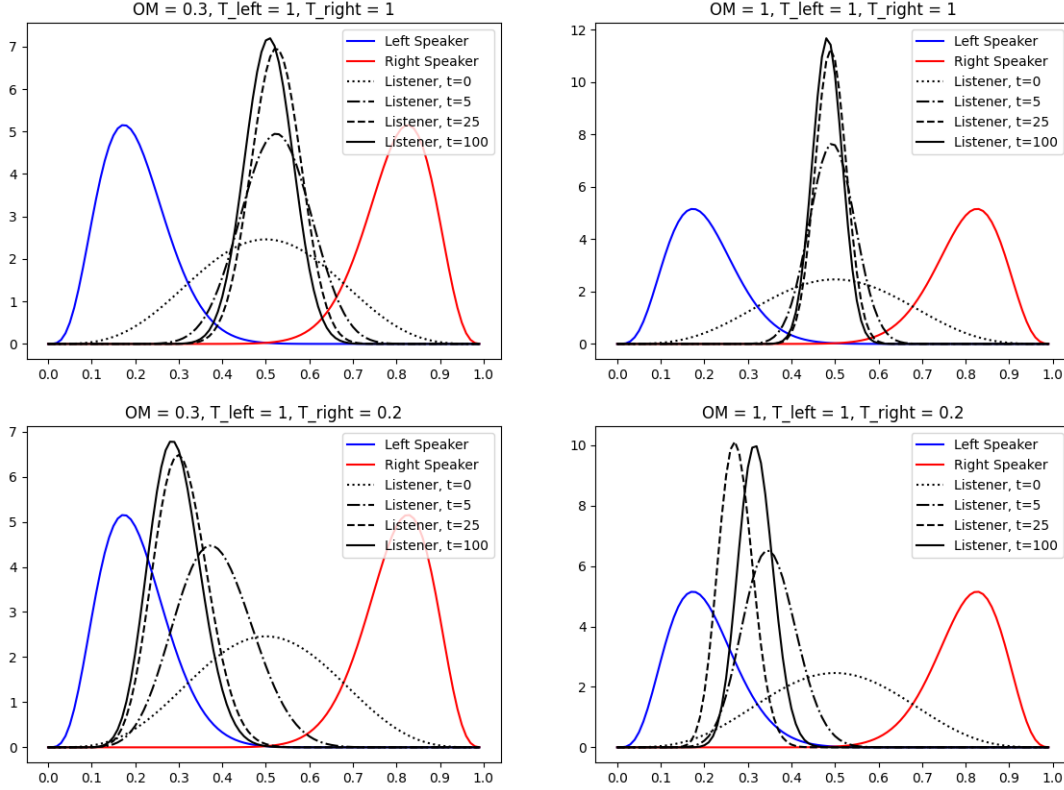 OM = 0.3, T_left = 1, T_right = 1
7
6
5
4
3
2
1
0
Left Speaker
Right Speaker
Listener, t=0
Listener, t=5
Listener, t=25
Listener, t=100
0.0 0.1 0.2 0.3 0.4 0.5 0.6 0.7 0.8 0.9 1.0
OM = 1, T_left = 1, T_right = 1
12
10
8
6
4
2
0
Left Speaker
Right Speaker
Listener, t=0
Listener, t=5
Listener, t=25
Listener, t=100
0.0 0.1 0.2 0.3 0.4 0.5 0.6 0.7 0.8 0.9 1.0
OM = 0.3, T_left = 1, T_right = 0.2
7
6
5
4
3
2
1
0
Left Speaker
Right Speaker
Listener, t=0
Listener, t=5
Listener, t=25
Listener, t=100
0.0 0.1 0.2 0.3 0.4 0.5 0.6 0.7 0.8 0.9 1.0
OM = 1, T_left = 1, T_right = 0.2
10
8
6
4
2
0
Left Speaker
Right Speaker
Listener, t=0
Listener, t=5
Listener, t=25
Listener, t=100
0.0 0.1 0.2 0.3 0.4 0.5 0.6 0.7 0.8 0.9 1.0